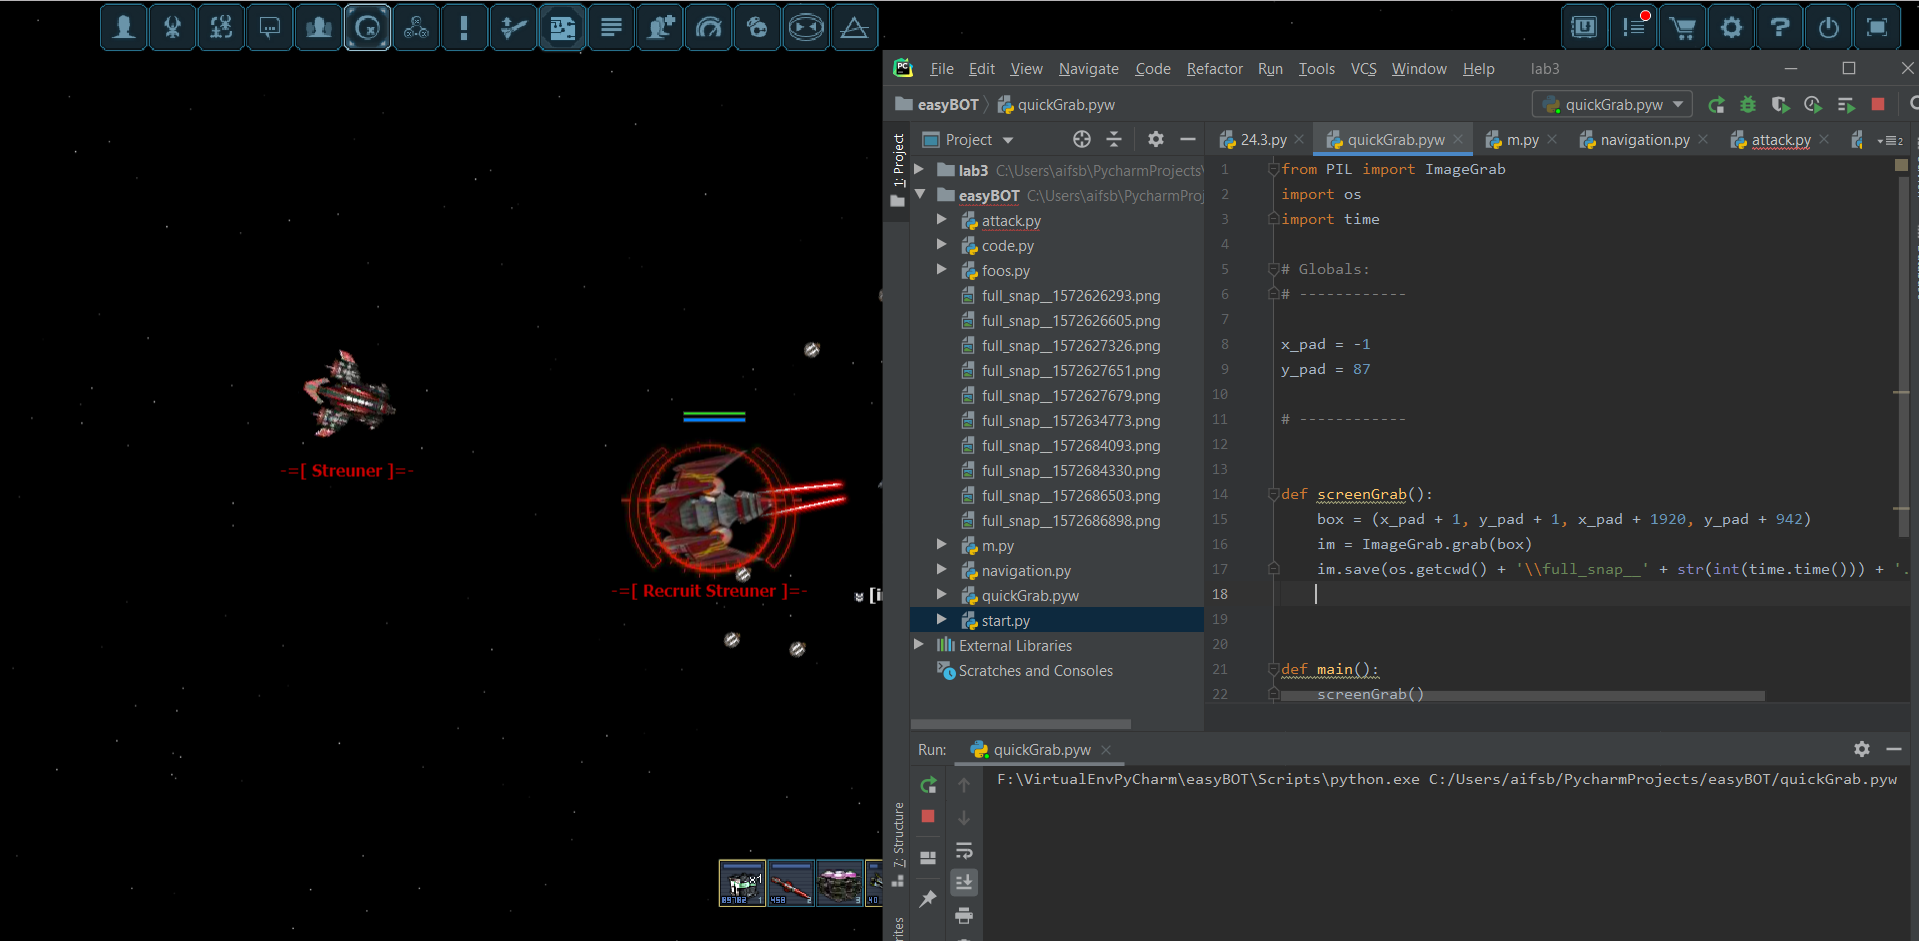 File Edit View Navigate Code Refactor Run Tools VCS Window Help lab3
easyBOT quickGrab.pyw quickGrab.pyw
1: Project
Project
24.3.py quickGrab.pyw m.py navigation.py attack.py
lab3 C:\Users\aifsb\PycharmProjects\
easyBOT C:\Users\aifsb\PycharmProj
attack.py
code.py
foos.py
full_snap__1572626293.png
full_snap__1572626605.png
full_snap__1572627326.png
full_snap__1572627651.png
full_snap__1572627679.png
full_snap__1572634773.png
full_snap__1572684093.png
full_snap__1572684330.png
full_snap__1572686503.png
full_snap__1572686898.png
m.py
navigation.py
quickGrab.pyw
start.py
External Libraries
Scratches and Consoles
1 from PIL import ImageGrab
2 import os
3 import time
4
5 # Globals:
6 # ------------
7
8 x_pad = -1
9 y_pad = 87
10
11 # ------------
12
13
14 def screenGrab():
15 box = (x_pad + 1, y_pad + 1, x_pad + 1920, y_pad + 942)
16 im = ImageGrab.grab(box)
17 im.save(os.getcwd() + '\\full_snap__' + str(int(time.time())) + '.
18
19
20
21 def main():
22 screenGrab()
-=[ Streuner ]=-
-=[ Recruit Streuner ]=-
Run: quickGrab.pyw
F:\VirtualEnvPyCharm\easyBOT\Scripts\python.exe C:/Users/aifsb/PycharmProjects/easyBOT/quickGrab.pyw
7: Structure
x1
89782 1
458 2
3